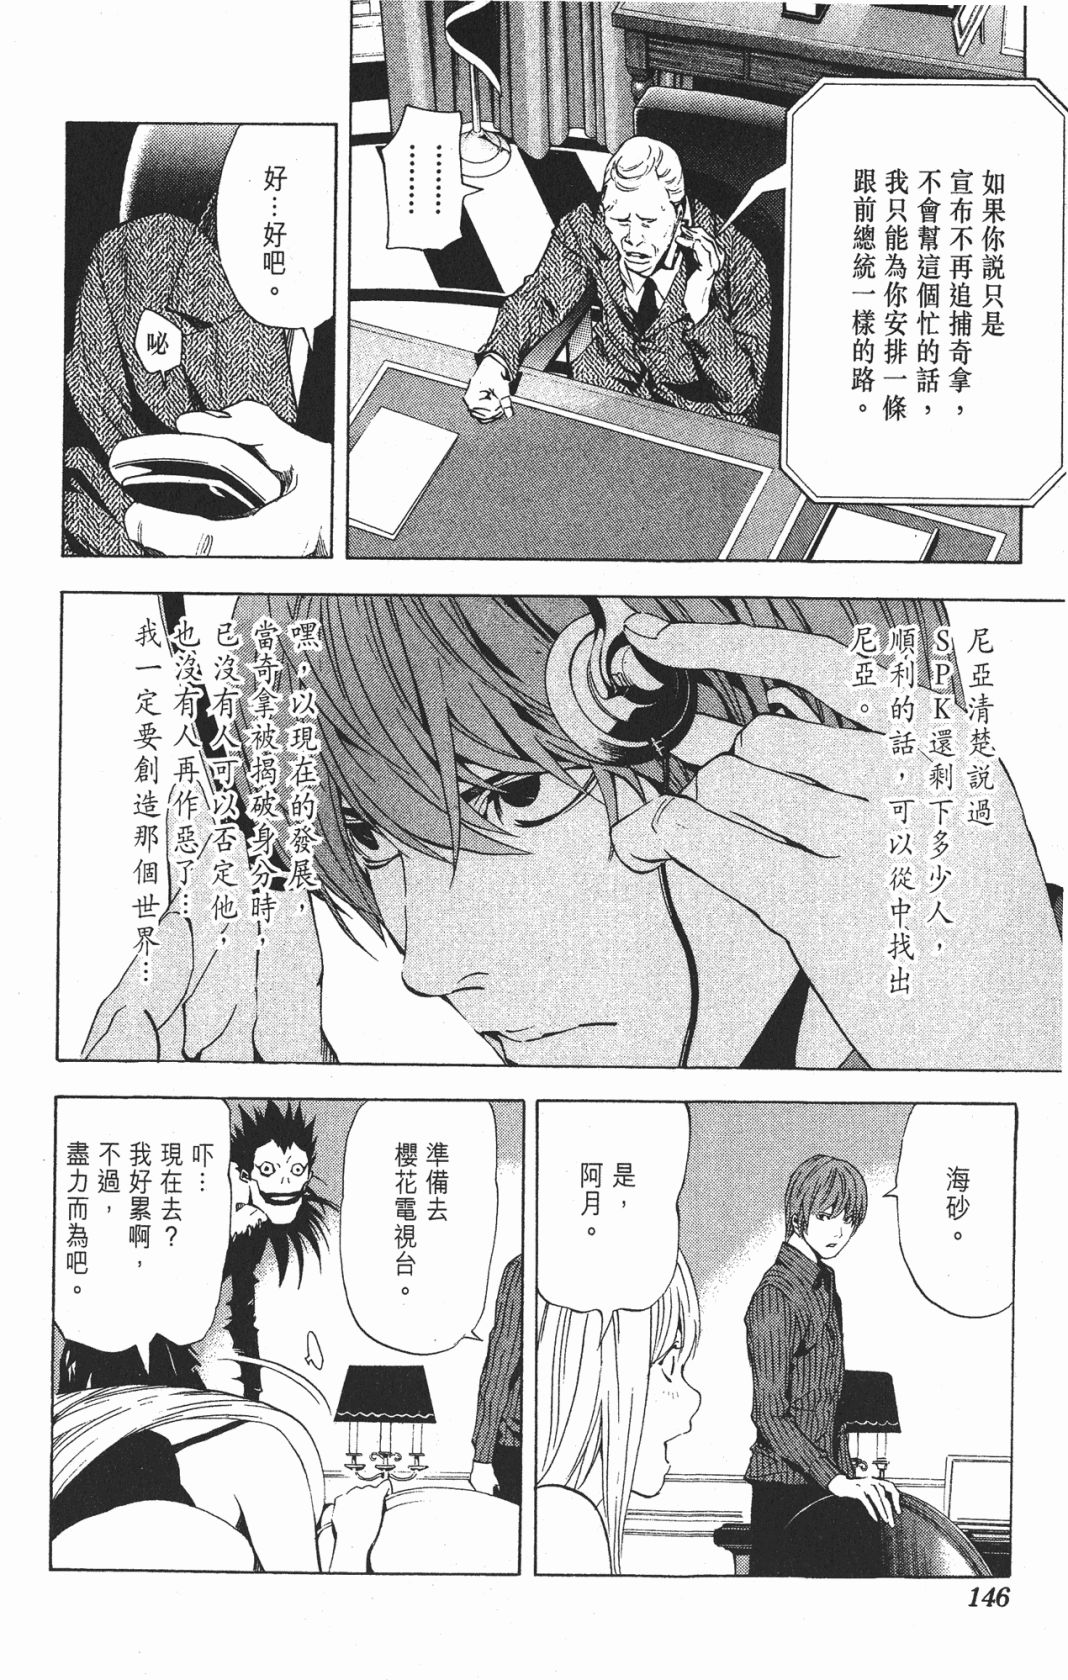 如果你說只是
宣布不再追捕奇拿，
不會幫這個忙的話，
我只能為你安排一條
跟前總統一樣的路。
………
………
好…好吧。
咇
尼亞清楚說過
SPK還剩下多少人，
順利的話，可以從中找出
尼亞。
嘿，以現在的發展，
當奇拿被揭破身分時，
已沒有人可以否定他，
也沒有人再作惡了…
我一定要創造那個世界…
海砂。
是，
阿月。
準備去
櫻花電視台。
吓…
現在去？
我好累啊，
不過，
盡力而為吧。
146